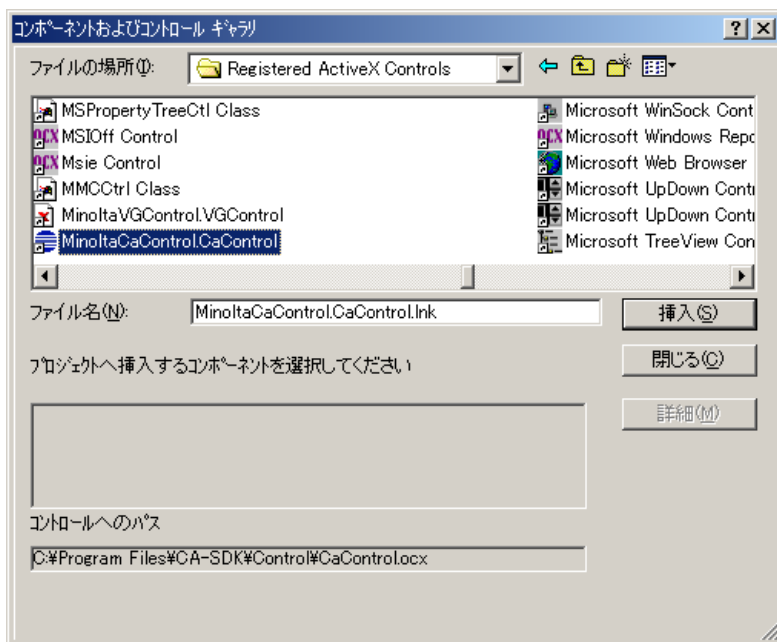 コンポーネントおよびコントロール ギャラリ
ファイルの場所(I):
Registered ActiveX Controls
MSPropertyTreeCtl Class
MSIOff Control
Msie Control
MMCCtrl Class
MinoltaVGControl.VGControl
MinoltaCaControl.CaControl
Microsoft WinSock Cont
Microsoft Windows Repo
Microsoft Web Browser
Microsoft UpDown Conti
Microsoft UpDown Conti
Microsoft TreeView Con
ファイル名(N):
MinoltaCaControl.CaControl.lnk
挿入(S)
プロジェクトへ挿入するコンポーネントを選択してください
閉じる(C)
詳細(M)
コントロールへのパス
C:¥Program Files¥CA-SDK¥Control¥CaControl.ocx